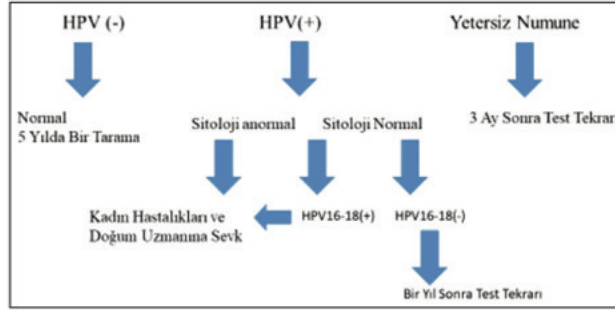 HPV (-)
HPV(+)
Yetersiz Numune
Normal
5 Yılda Bir Tarama
Sitoloji anormal
Sitoloji Normal
3 Ay Sonra Test Tekrarı
Kadın Hastalıkları ve
Doğum Uzmanına Sevk
HPV16-18(+)
HPV16-18(-)
Bir Yıl Sonra Test Tekrarı